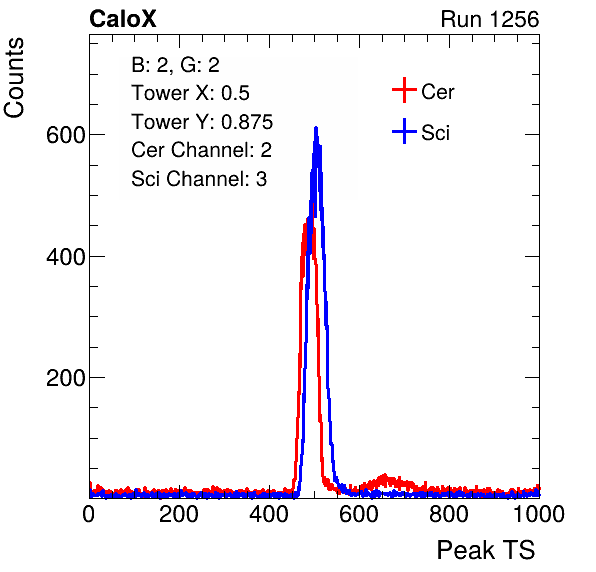 CaloX Run 1256
Counts
B: 2, G: 2
Tower X: 0.5
Tower Y: 0.875
Cer Channel: 2
Sci Channel: 3
Cer
Sci
600
400
200
0 200 400 600 800 1000
Peak TS